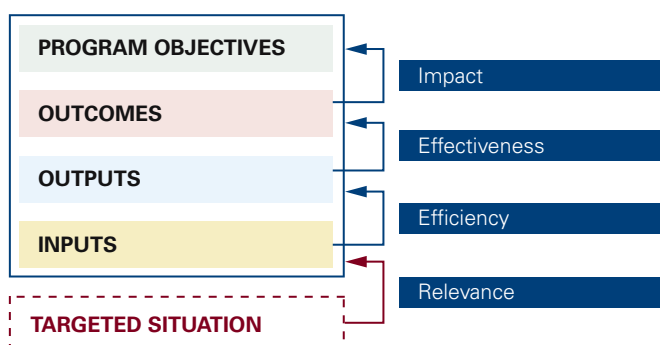 PROGRAM OBJECTIVES
Impact
OUTCOMES
Effectiveness
OUTPUTS
Efficiency
INPUTS
Relevance
TARGETED SITUATION